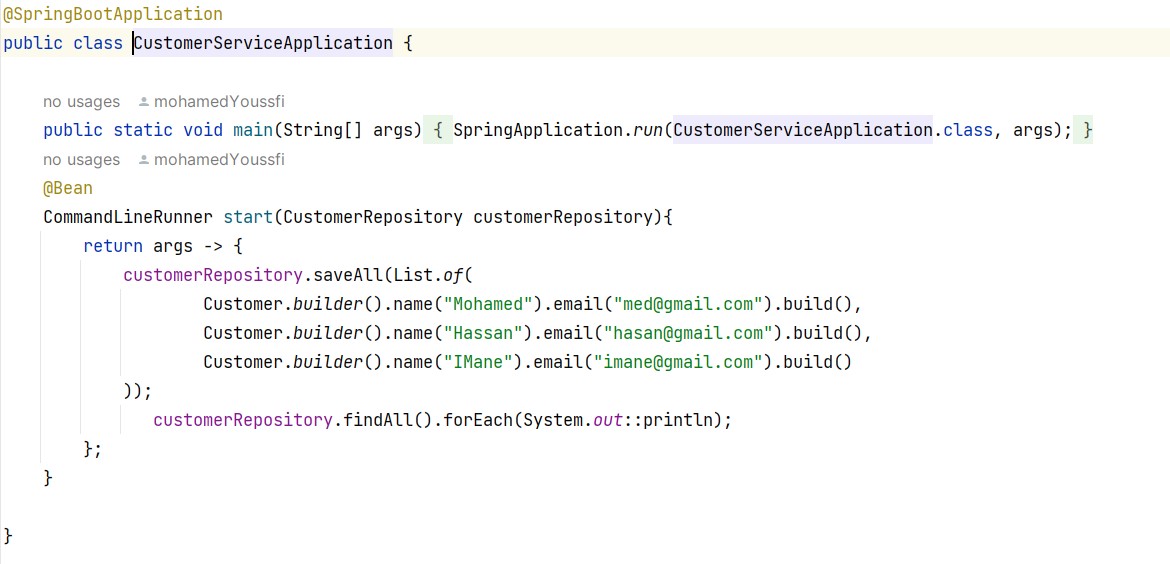 @SpringBootApplication
public class CustomerServiceApplication {
no usages mohamedYoussfi
public static void main(String[] args) { SpringApplication.run(CustomerServiceApplication.class, args); }
no usages mohamedYoussfi
@Bean
CommandLineRunner start(CustomerRepository customerRepository){
return args -> {
customerRepository.saveAll(List.of(
Customer.builder().name("Mohamed").email("med@gmail.com").build(),
Customer.builder().name("Hassan").email("hasan@gmail.com").build(),
Customer.builder().name("IMane").email("imane@gmail.com").build()
));
customerRepository.findAll().forEach(System.out::println);
};
}
}